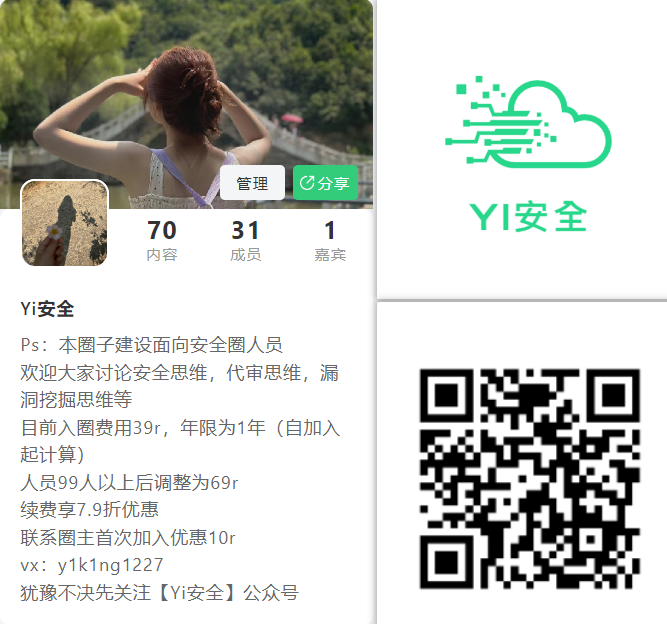 管理
分享
70
31
1
内容
成员
嘉宾
Yi安全
Ps：本圈子建设面向安全圈人员
欢迎大家讨论安全思维，代审思维，漏
洞挖掘思维等
目前入圈费用39r，年限为1年（自加入
起计算）
人员99人以上后调整为69r
续费享7.9折优惠
联系圈主首次加入优惠10r
vx：y1k1ng1227
犹豫不决先关注【Yi安全】公众号
YI安全